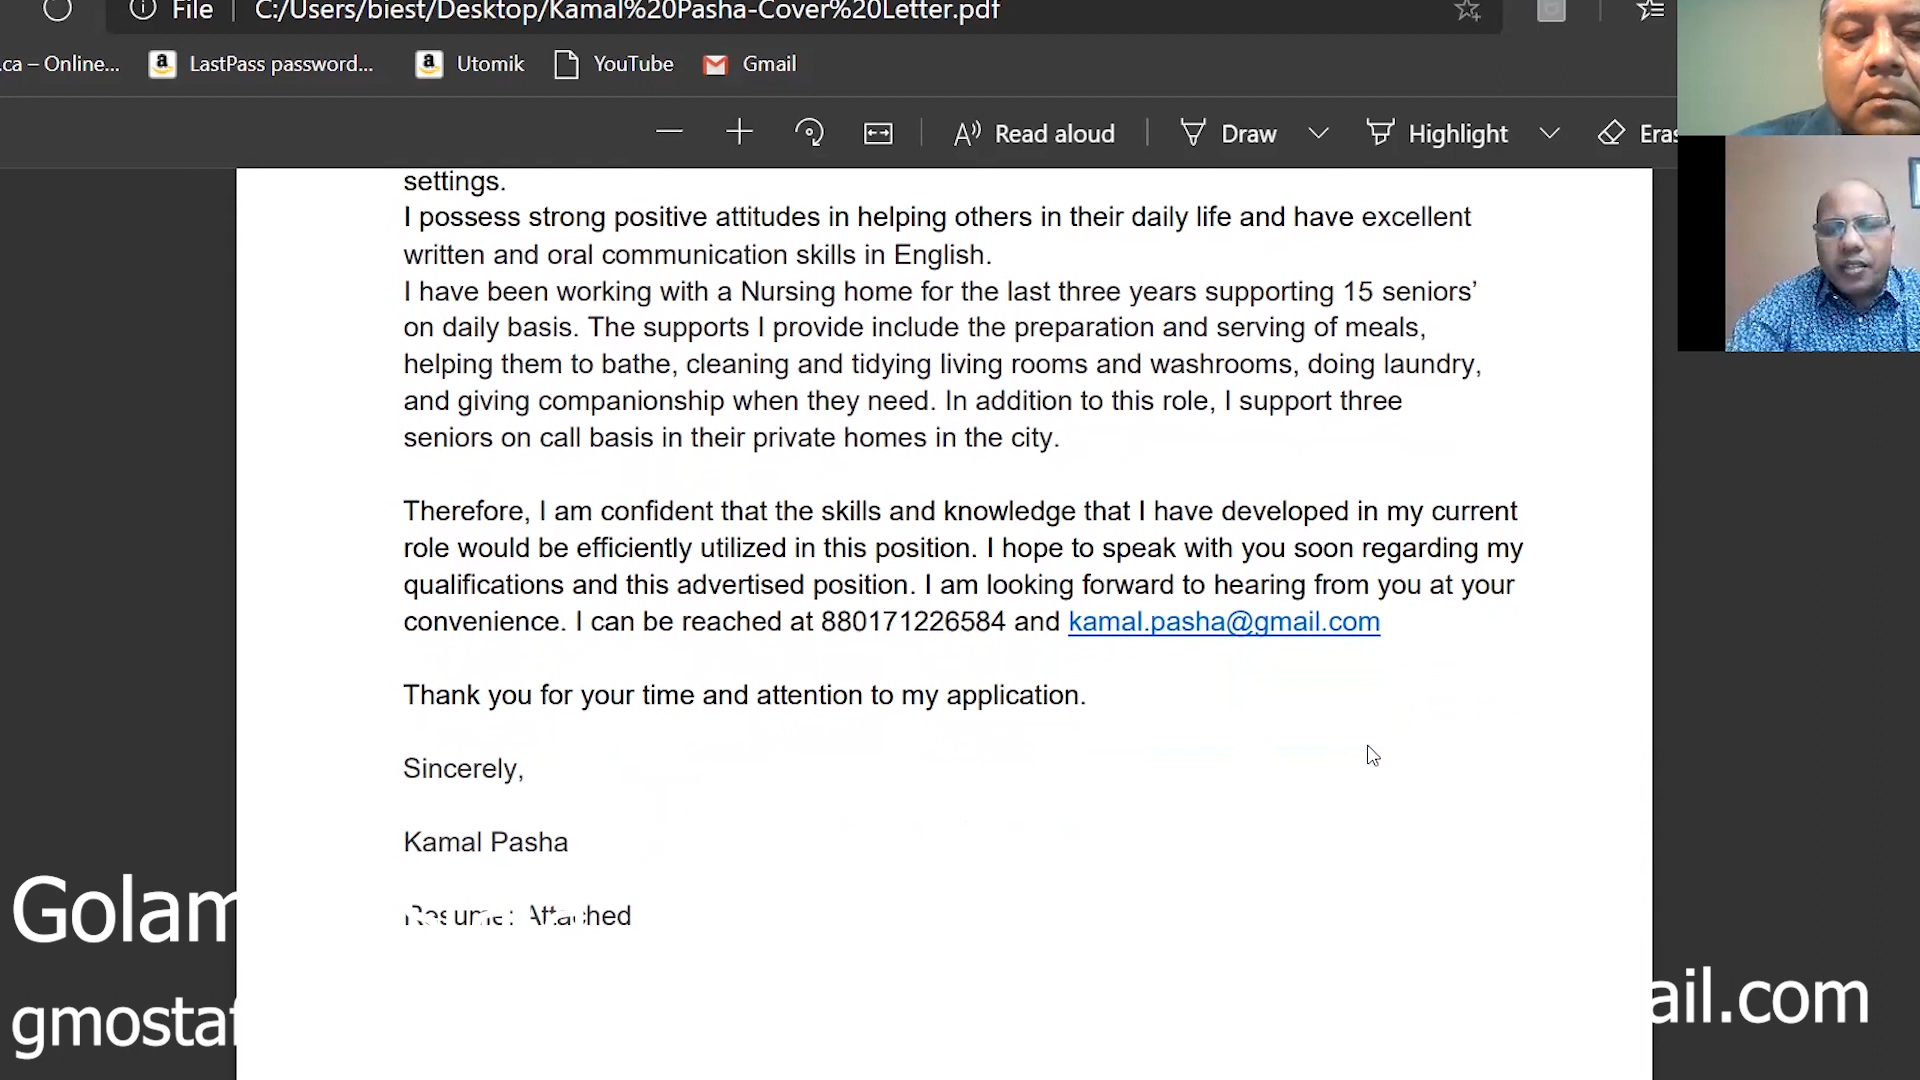 File C:/Users/biest/Desktop/Kamal%20Pasha-Cover%20Letter.pdf
.ca – Online... LastPass password... Utomik YouTube Gmail
Read aloud Draw Highlight Eras
settings.
I possess strong positive attitudes in helping others in their daily life and have excellent
written and oral communication skills in English.
I have been working with a Nursing home for the last three years supporting 15 seniors’
on daily basis. The supports I provide include the preparation and serving of meals,
helping them to bathe, cleaning and tidying living rooms and washrooms, doing laundry,
and giving companionship when they need. In addition to this role, I support three
seniors on call basis in their private homes in the city.
Therefore, I am confident that the skills and knowledge that I have developed in my current
role would be efficiently utilized in this position. I hope to speak with you soon regarding my
qualifications and this advertised position. I am looking forward to hearing from you at your
convenience. I can be reached at 880171226584 and kamal.pasha@gmail.com
Thank you for your time and attention to my application.
Sincerely,
Kamal Pasha
Resume: Attached
Golam
gmostaf ail.com